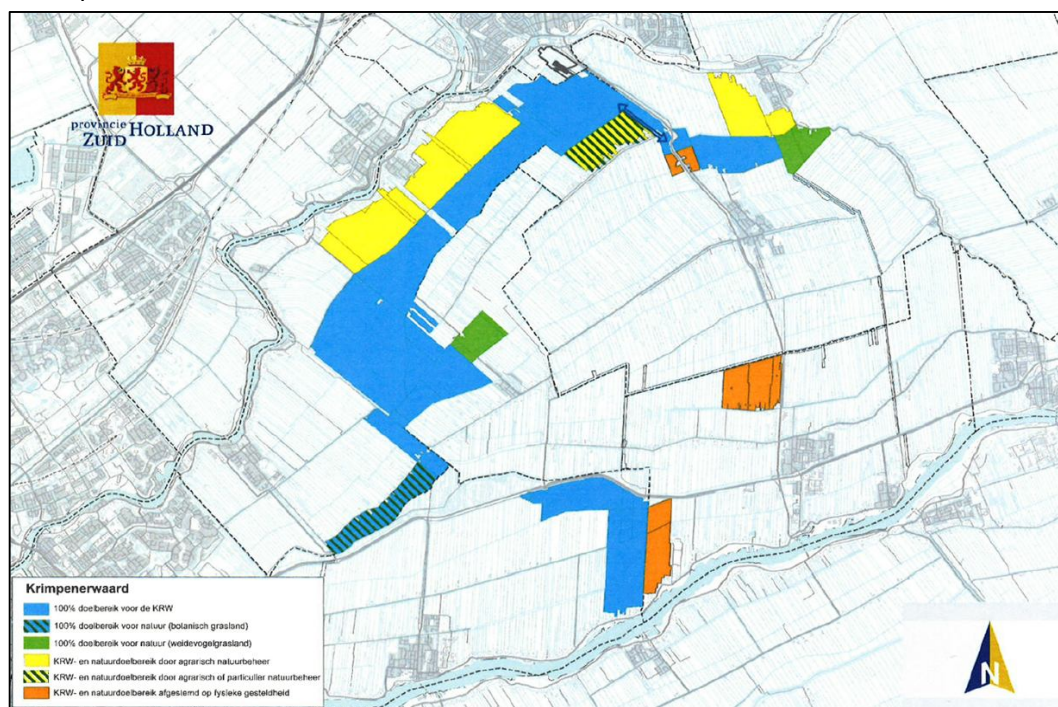 provincie
ZUID HOLLAND
Krimpenerwaard
100% doelbereik voor de KRW
100% doelbereik voor natuur (botanisch grasland)
100% doelbereik voor natuur (weidevogelgrasland)
KRW- en natuurdoelbereik door agrarisch natuurbeheer
KRW- en natuurdoelbereik door agrarisch of particulier natuurbeheer
KRW- en natuurdoelbereik afgestemd op fysieke gesteldheid
N